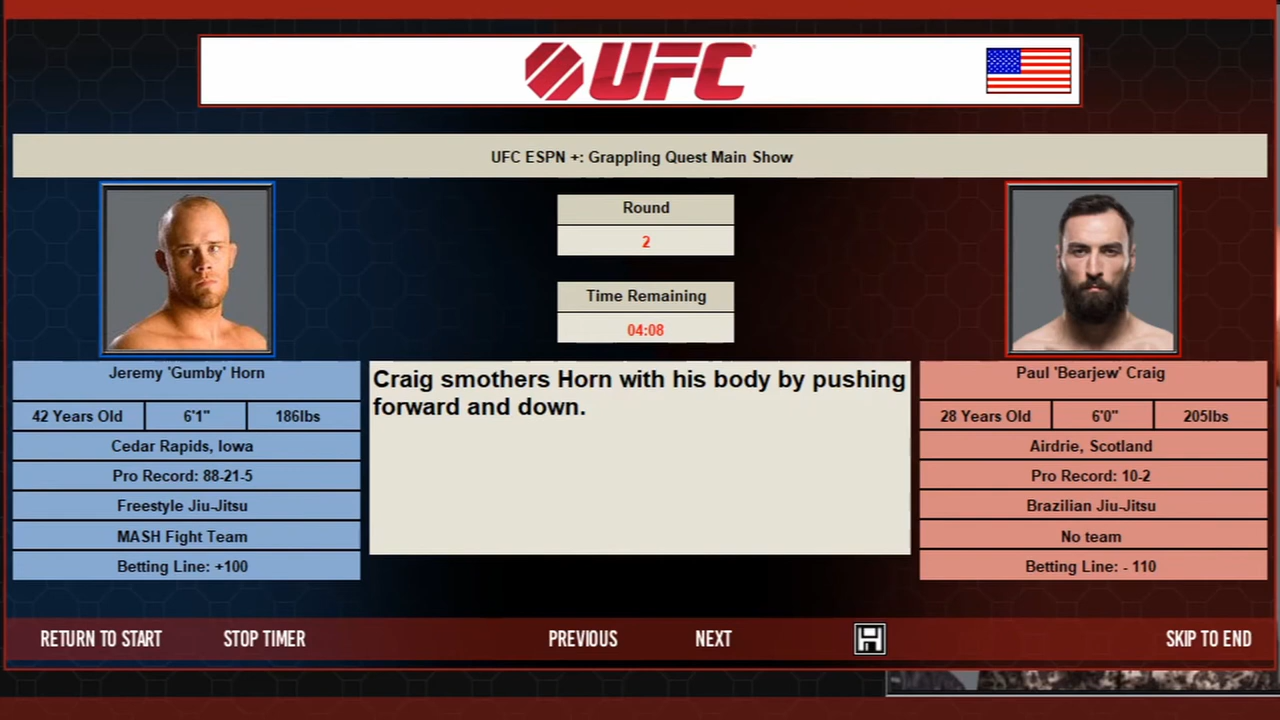 UFC
UFC ESPN +: Grappling Quest Main Show
Round
2
Time Remaining
04:08
Jeremy 'Gumby' Horn
42 Years Old
6'1"
186lbs
Cedar Rapids, Iowa
Pro Record: 88-21-5
Freestyle Jiu-Jitsu
MASH Fight Team
Betting Line: +100
Craig smothers Horn with his body by pushing
forward and down.
Paul 'Bearjew' Craig
28 Years Old
6'0"
205lbs
Airdrie, Scotland
Pro Record: 10-2
Brazilian Jiu-Jitsu
No team
Betting Line: - 110
RETURN TO START
STOP TIMER
PREVIOUS
NEXT
SKIP TO END